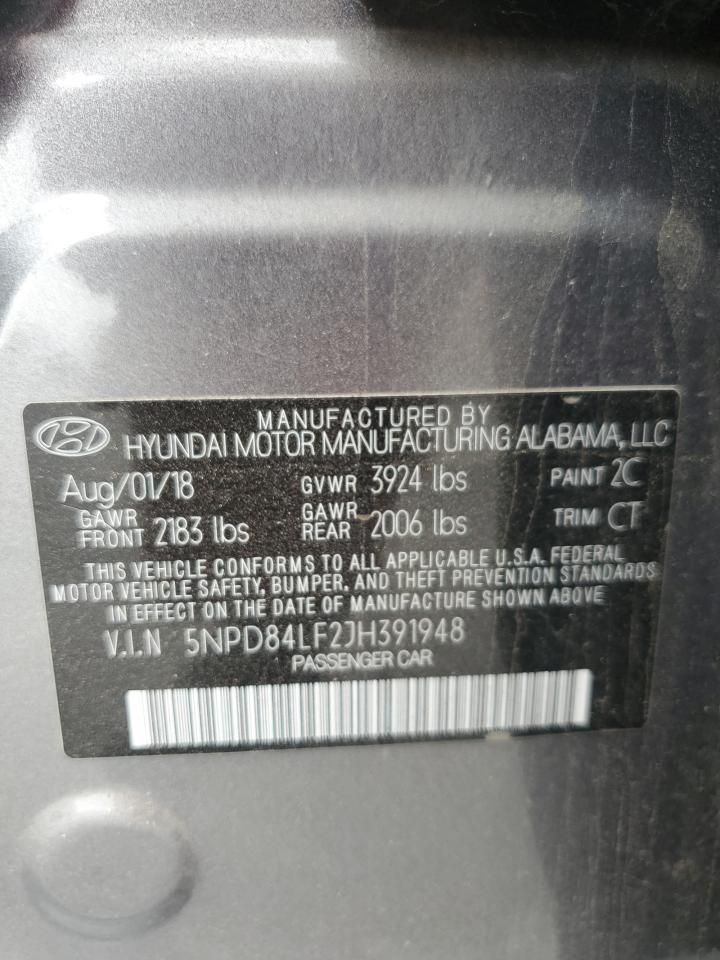 MANUFACTURED BY
HYUNDAI MOTOR MANUFACTURING ALABAMA, LLC
Aug/01/18 GVWR 3924 lbs PAINT 2C
GAWR FRONT 2183 lbs GAWR REAR 2006 lbs TRIM CT
THIS VEHICLE CONFORMS TO ALL APPLICABLE U.S.A. FEDERAL
MOTOR VEHICLE SAFETY, BUMPER, AND THEFT PREVENTION STANDARDS
IN EFFECT ON THE DATE OF MANUFACTURE SHOWN ABOVE
V.I.N 5NPD84LF2JH391948
PASSENGER CAR